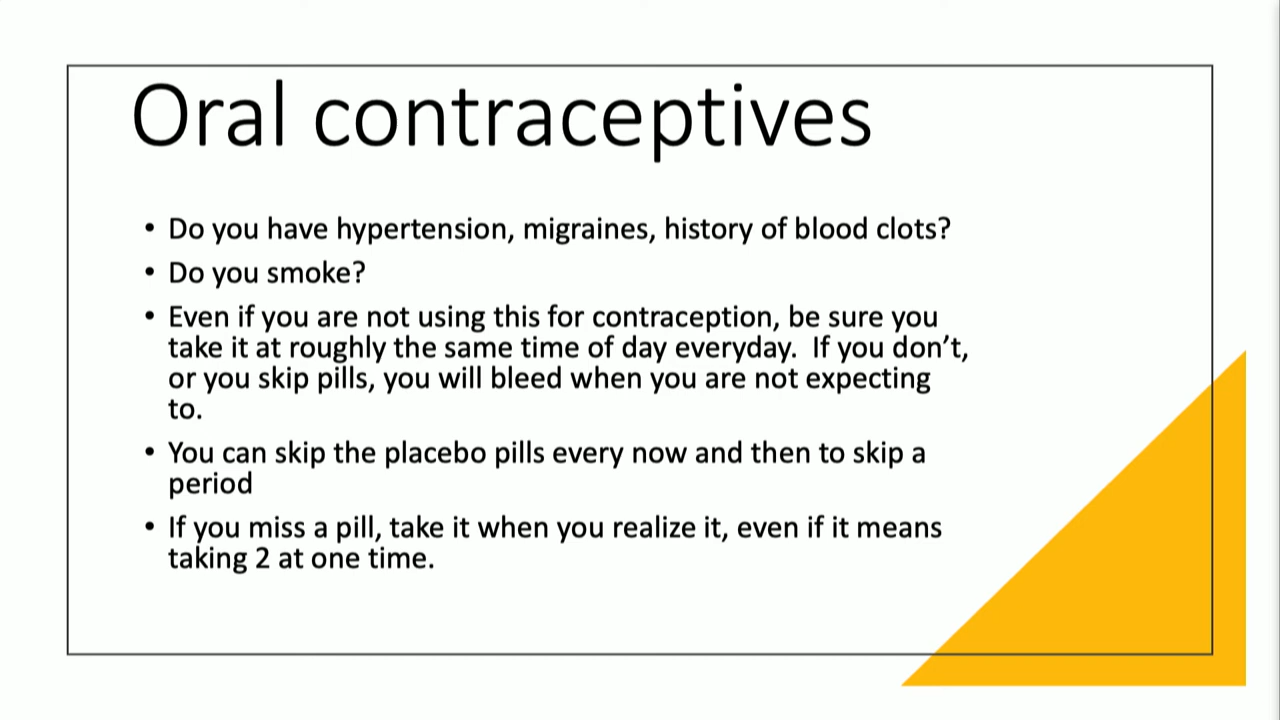 Oral contraceptives
• Do you have hypertension, migraines, history of blood clots?
• Do you smoke?
• Even if you are not using this for contraception, be sure you
take it at roughly the same time of day everyday.  If you don’t,
or you skip pills, you will bleed when you are not expecting
to.
• You can skip the placebo pills every now and then to skip a
period
• If you miss a pill, take it when you realize it, even if it means
taking 2 at one time.